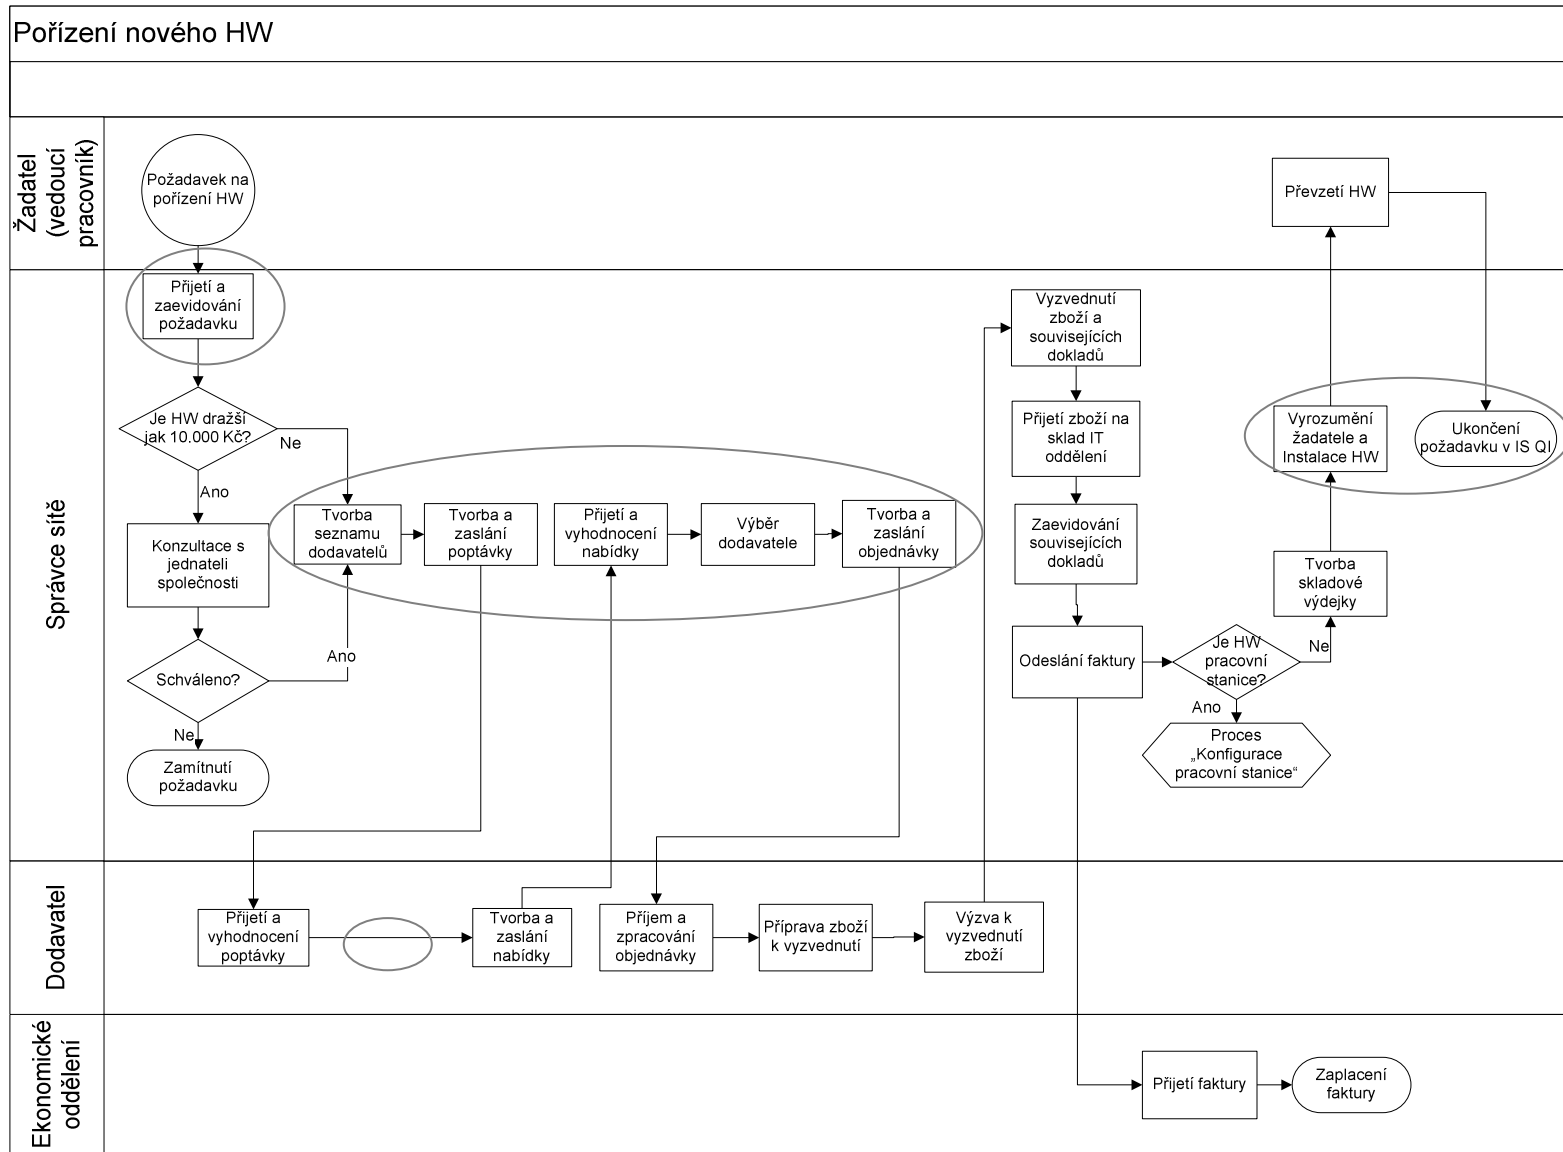 Pořízení nového HW
Žadatel
(vedoucí
pracovník)
Požadavek na
pořízení HW
Převzetí HW
Správce sítě
Přijetí a
zaevidování
požadavku
Je HW dražší
jak 10.000 Kč?
Ne
Ano
Konzultace s
jednateli
společnosti
Schváleno?
Ano
Ne
Zamítnutí
požadavku
Tvorba
seznamu
dodavatelů
Tvorba a
zaslání
poptávky
Přijetí a
vyhodnocení
nabídky
Výběr
dodavatele
Tvorba a
zaslání
objednávky
Vyzvednutí
zboží a
souvisejících
dokladů
Přijetí zboží na
sklad IT
oddělení
Zaevidování
souvisejících
dokladů
Odeslání faktury
Je HW
pracovní
stanice?
Ne
Ano
Proces
„Konfigurace
pracovní stanice“
Tvorba
skladové
výdejky
Vyrozumění
žadatele a
Instalace HW
Ukončení
požadavku v IS QI
Dodavatel
Přijetí a
vyhodnocení
poptávky
Tvorba a
zaslání
nabídky
Příjem a
zpracování
objednávky
Příprava zboží
k vyzvednutí
Výzva k
vyzvednutí
zboží
Ekonomické
oddělení
Přijetí faktury
Zaplacení
faktury